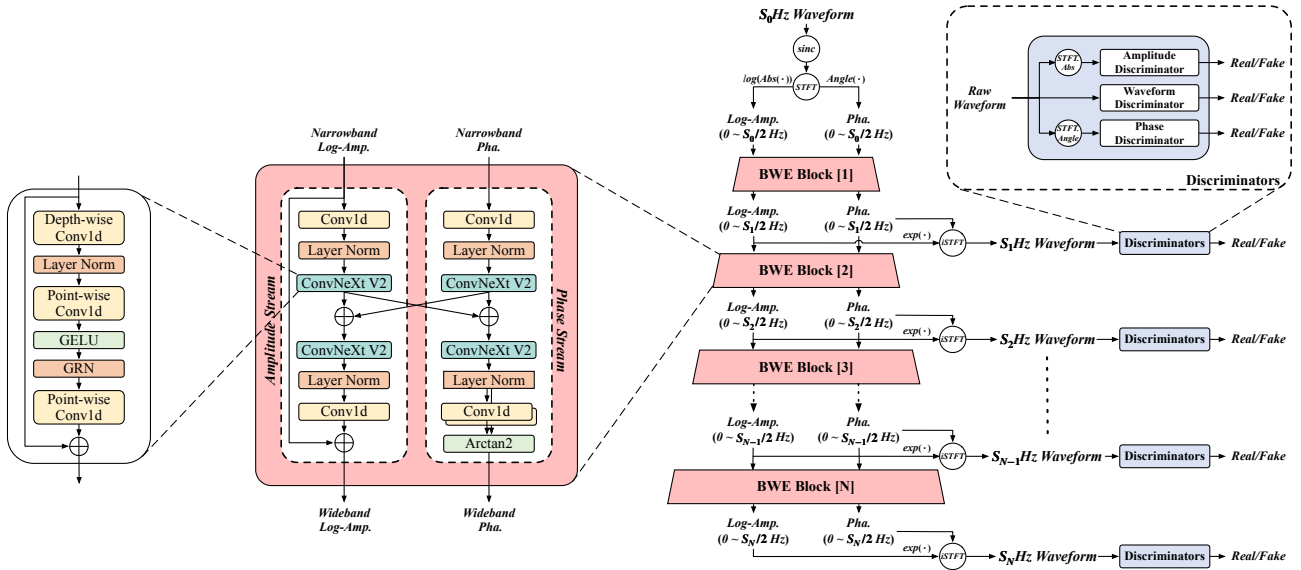 Depth-wise
Conv1d
Layer Norm
Point-wise
Conv1d
GELU
GRN
Point-wise
Conv1d
Narrowband
Log-Amp.
Narrowband
Pha.
Amplitude Stream
Conv1d
Layer Norm
ConvNeXt V2
ConvNeXt V2
Layer Norm
Conv1d
Conv1d
Layer Norm
ConvNeXt V2
ConvNeXt V2
Layer Norm
Conv1d
Arctan2
Phase Stream
Wideband
Log-Amp.
Wideband
Pha.
S₀Hz Waveform
sinc
log(Abs(·))
STFT
Angle(·)
Log-Amp.
(0 ~ S₀/2 Hz)
Pha.
(0 ~ S₀/2 Hz)
BWE Block [1]
Log-Amp.
(0 ~ S₁/2 Hz)
Pha.
(0 ~ S₁/2 Hz)
exp(·)
iSTFT
S₁Hz Waveform
Discriminators
Real/Fake
BWE Block [2]
Log-Amp.
(0 ~ S₂/2 Hz)
Pha.
(0 ~ S₂/2 Hz)
exp(·)
iSTFT
S₂Hz Waveform
Discriminators
Real/Fake
BWE Block [3]
Log-Amp.
(0 ~ Sₙ₋₁/2 Hz)
Pha.
(0 ~ Sₙ₋₁/2 Hz)
exp(·)
iSTFT
Sₙ₋₁Hz Waveform
Discriminators
Real/Fake
BWE Block [N]
Log-Amp.
(0 ~ Sₙ/2 Hz)
Pha.
(0 ~ Sₙ/2 Hz)
exp(·)
iSTFT
SₙHz Waveform
Discriminators
Real/Fake
Raw
Waveform
STFT,
Abs
Amplitude
Discriminator
Real/Fake
Waveform
Discriminator
Real/Fake
STFT,
Angle
Phase
Discriminator
Real/Fake
Discriminators